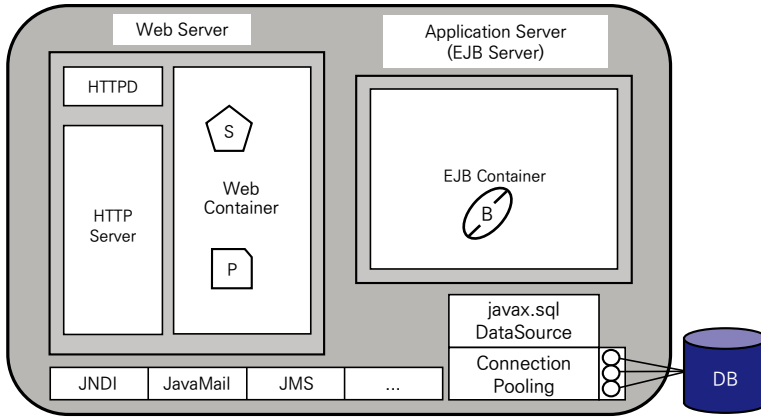 Web Server
Application Server
(EJB Server)
HTTPD
S
Web
Container
HTTP
Server
P
EJB Container
B
javax.sql
DataSource
Connection
Pooling
JNDI
JavaMail
JMS
...
DB